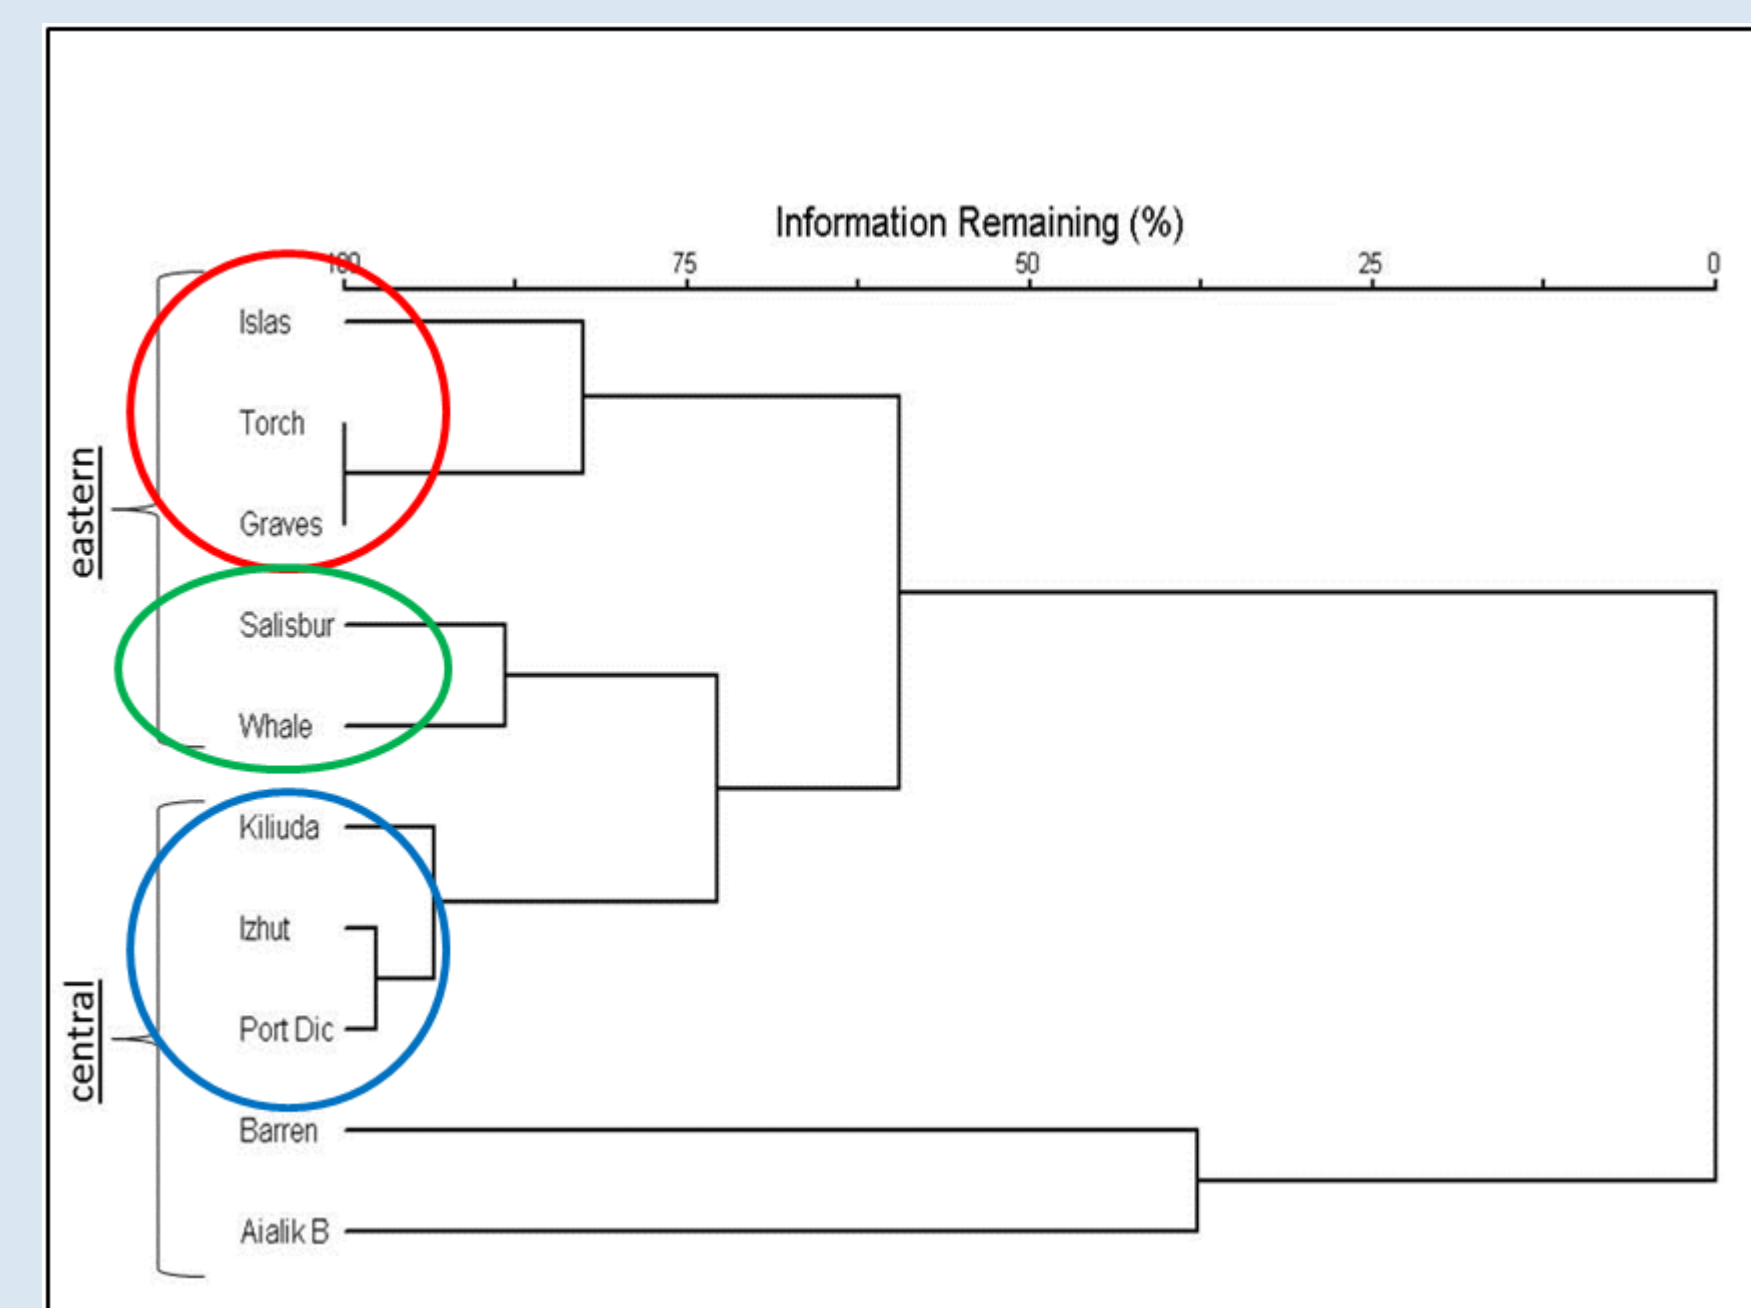 Information Remaining (%)
100 75 50 25 0
eastern
Islas
Torch
Graves
Salisbur
Whale
central
Kiliuda
Izhut
Port Dic
Barren
Aialik B